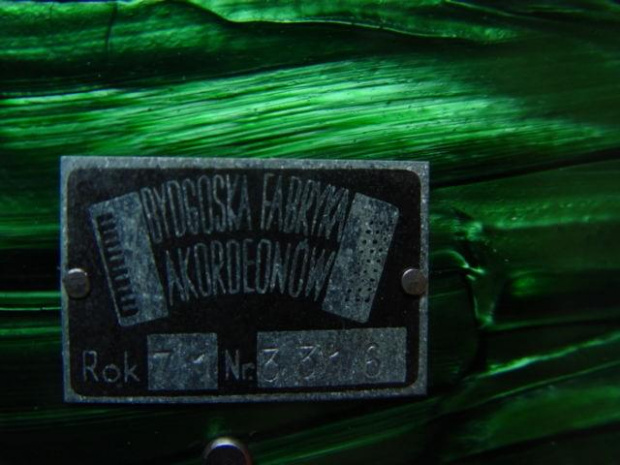 BYDGOSKA FABRYKA
AKORDEONÓW
Rok 71 Nr. 3316